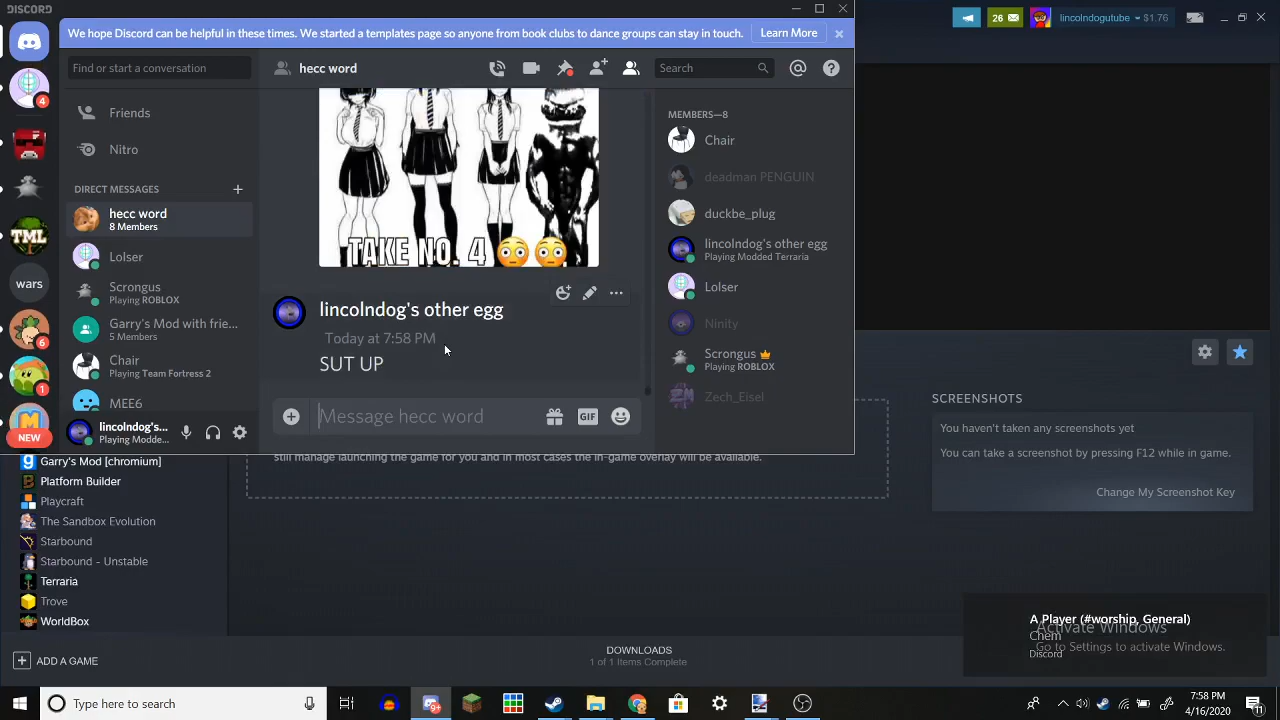 DISCORD
We hope Discord can be helpful in these times. We started a templates page so anyone from book clubs to dance groups can stay in touch.
Learn More
26
lincolndogutube
$1.76
Find or start a conversation
hecc word
Search
4
Friends
Nitro
DIRECT MESSAGES
hecc word
8 Members
Lolser
Scrongus
Playing ROBLOX
Garry's Mod with frie...
5 Members
Chair
Playing Team Fortress 2
MEE6
TML
wars
6
1
NEW
lincolndog's...
Playing Modde...
TAKE NO. 4 😳😳
lincolndog's other egg
Today at 7:58 PM
SUT UP
Message hecc word
GIF
MEMBERS—8
Chair
deadman PENGUIN
duckbe_plug
lincolndog's other egg
Playing Modded Terraria
Lolser
Ninity
Scrongus
Playing ROBLOX
Zech_Eisel
still manage launching the game for you and in most cases the in-game overlay will be available.
Garry's Mod [chromium]
Platform Builder
Playcraft
The Sandbox Evolution
Starbound
Starbound - Unstable
Terraria
Trove
WorldBox
SCREENSHOTS
You haven't taken any screenshots yet
You can take a screenshot by pressing F12 while in game.
Change My Screenshot Key
A Player (#worship, General)
Chem
Discord
Activate Windows
Go to Settings to activate Windows.
ADD A GAME
DOWNLOADS
1 of 1 Items Complete
Type here to search
9+
7:58 PM
4/16/2020
11